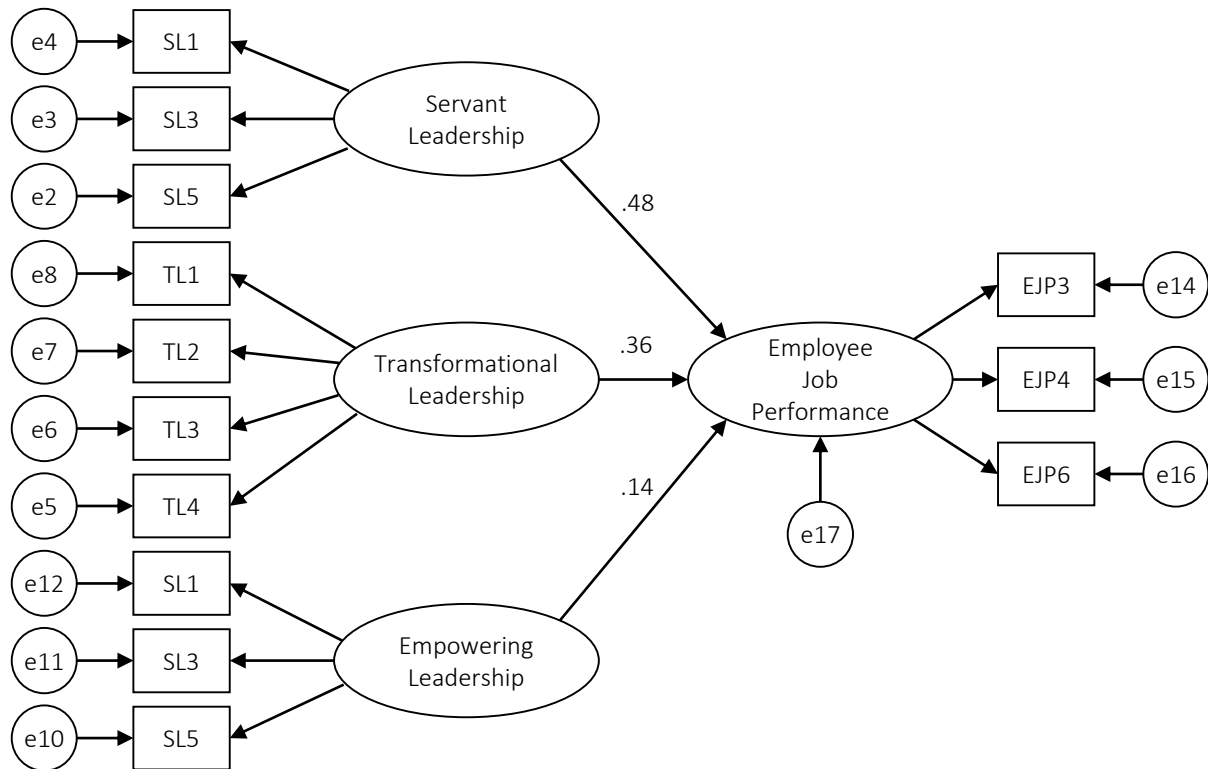 e4
SL1
e3
SL3
Servant
Leadership
e2
SL5
.48
e8
TL1
EJP3
e14
e7
TL2
Transformational
Leadership
.36
Employee
Job
Performance
EJP4
e15
e6
TL3
e5
TL4
.14
EJP6
e16
e17
e12
SL1
e11
SL3
Empowering
Leadership
e10
SL5